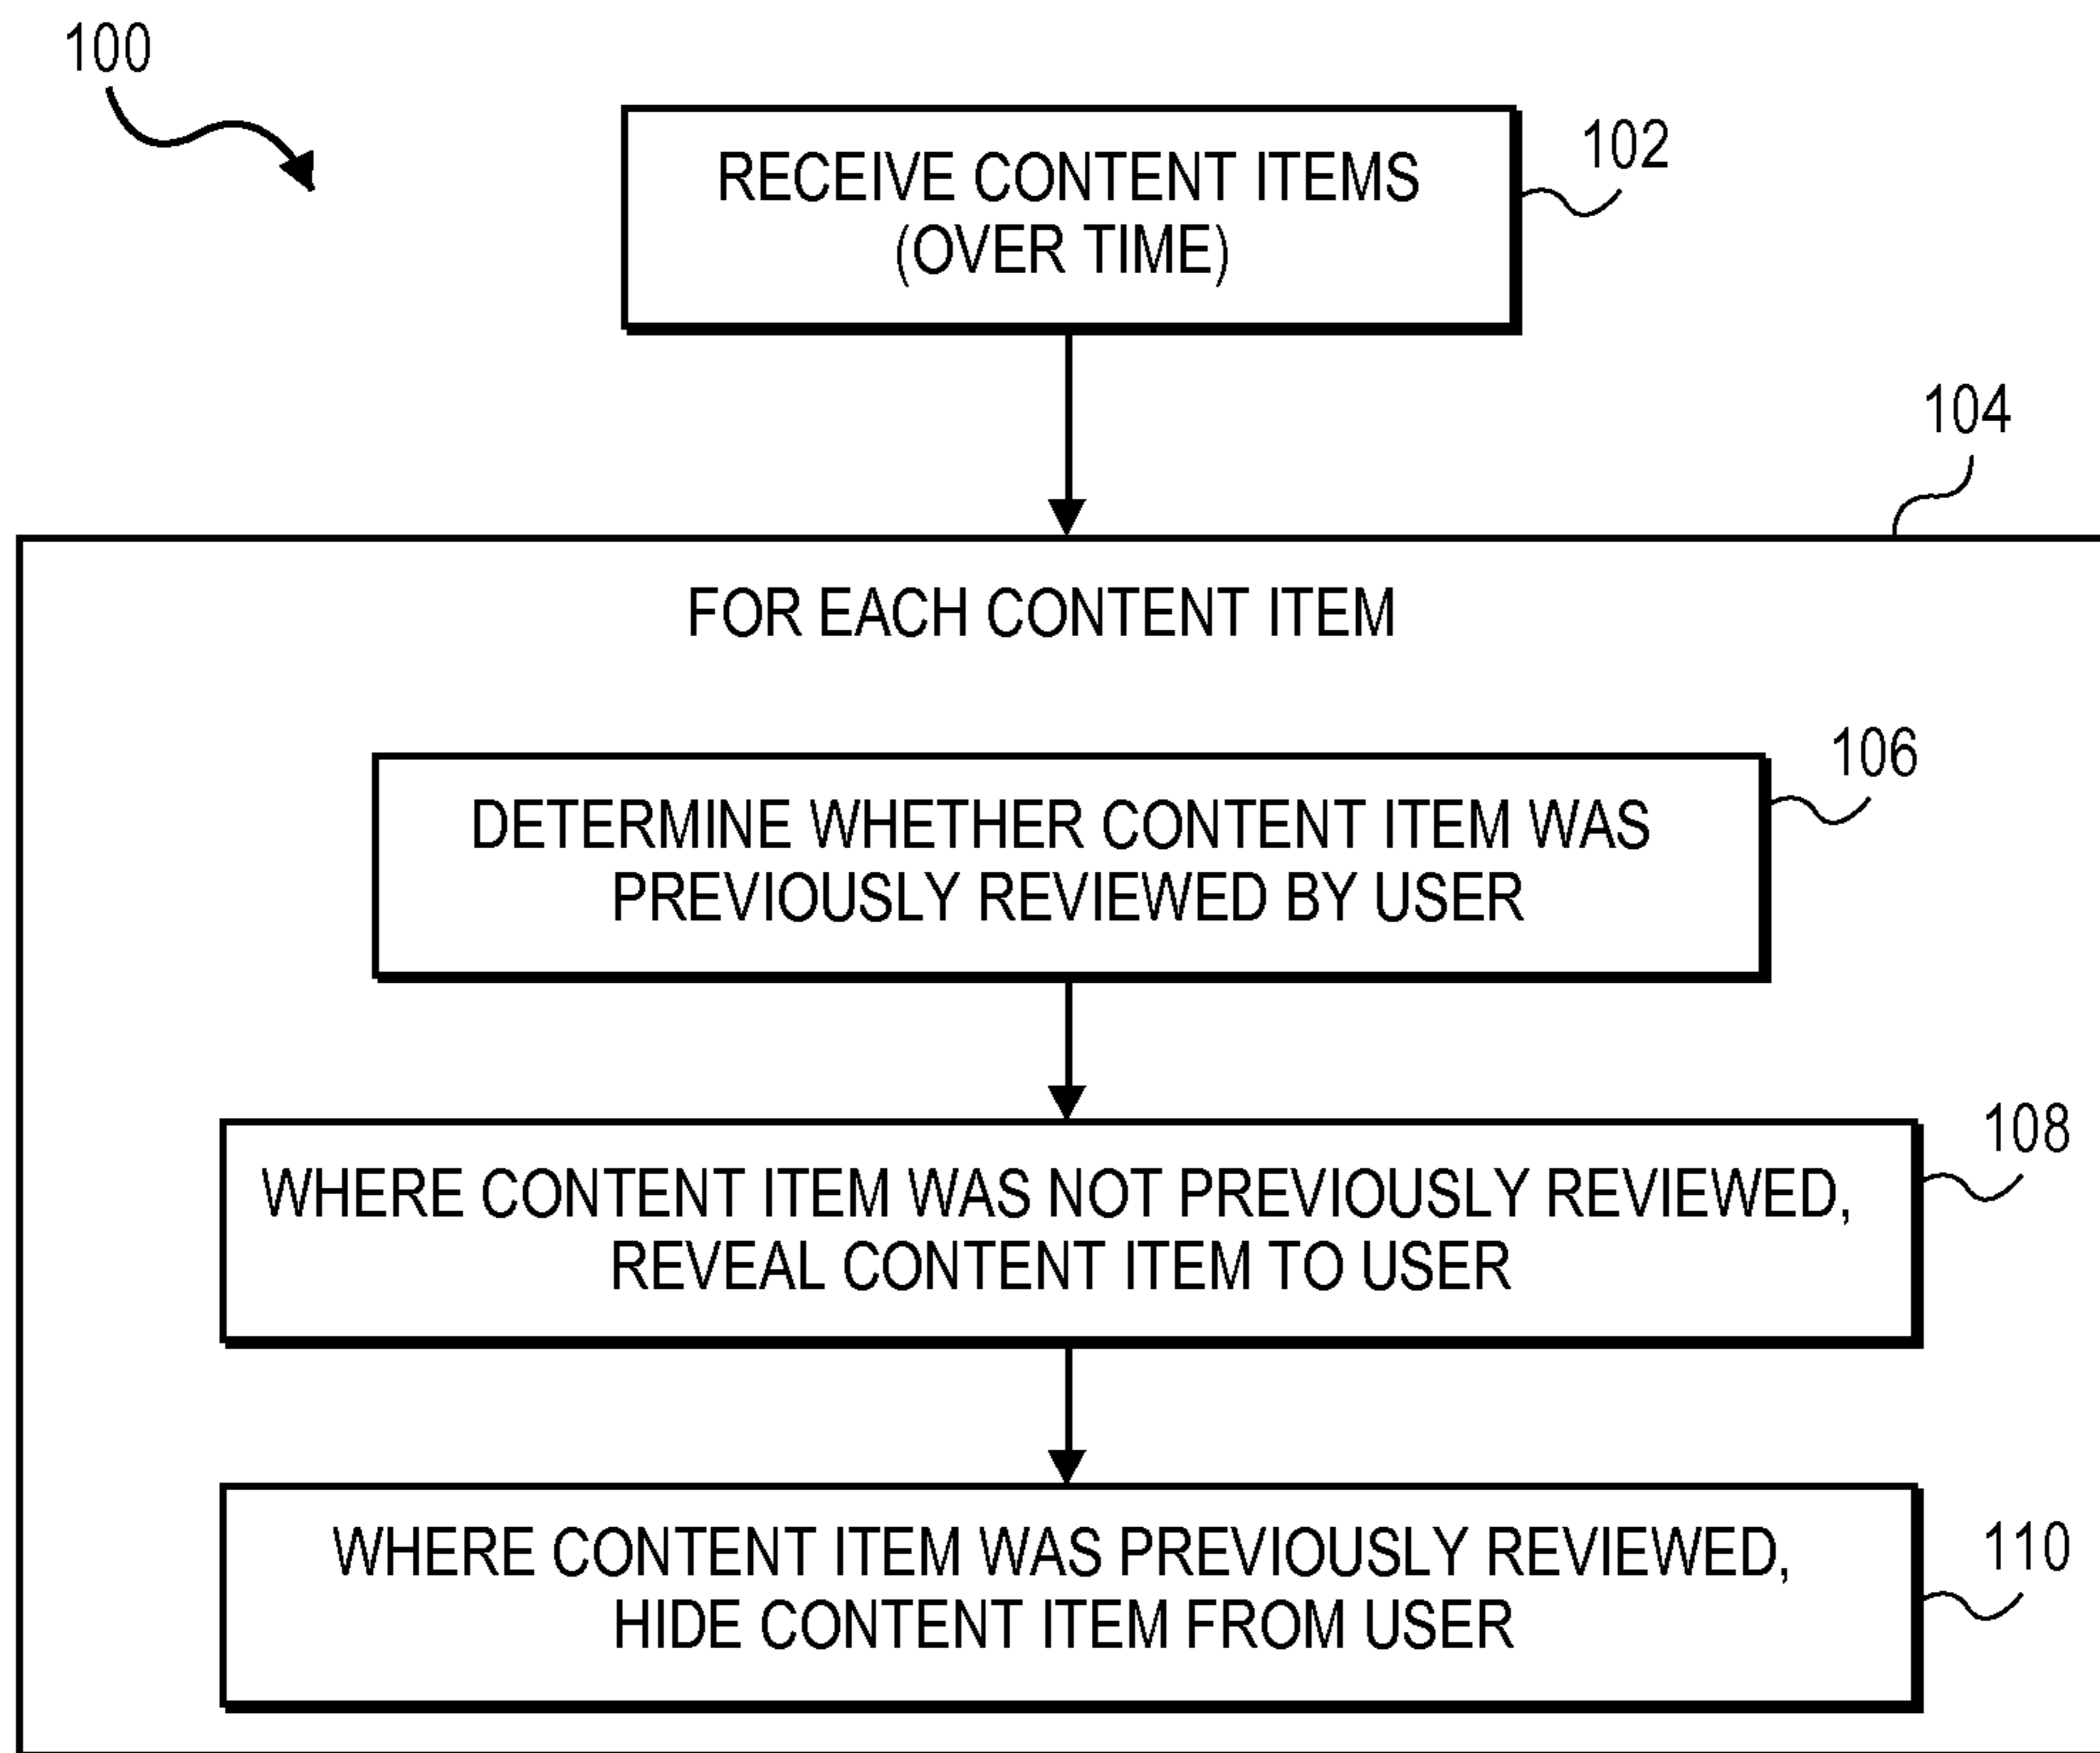 100
RECEIVE CONTENT ITEMS
(OVER TIME)
102
104
FOR EACH CONTENT ITEM
106
DETERMINE WHETHER CONTENT ITEM WAS
PREVIOUSLY REVIEWED BY USER
108
WHERE CONTENT ITEM WAS NOT PREVIOUSLY REVIEWED,
REVEAL CONTENT ITEM TO USER
110
WHERE CONTENT ITEM WAS PREVIOUSLY REVIEWED,
HIDE CONTENT ITEM FROM USER